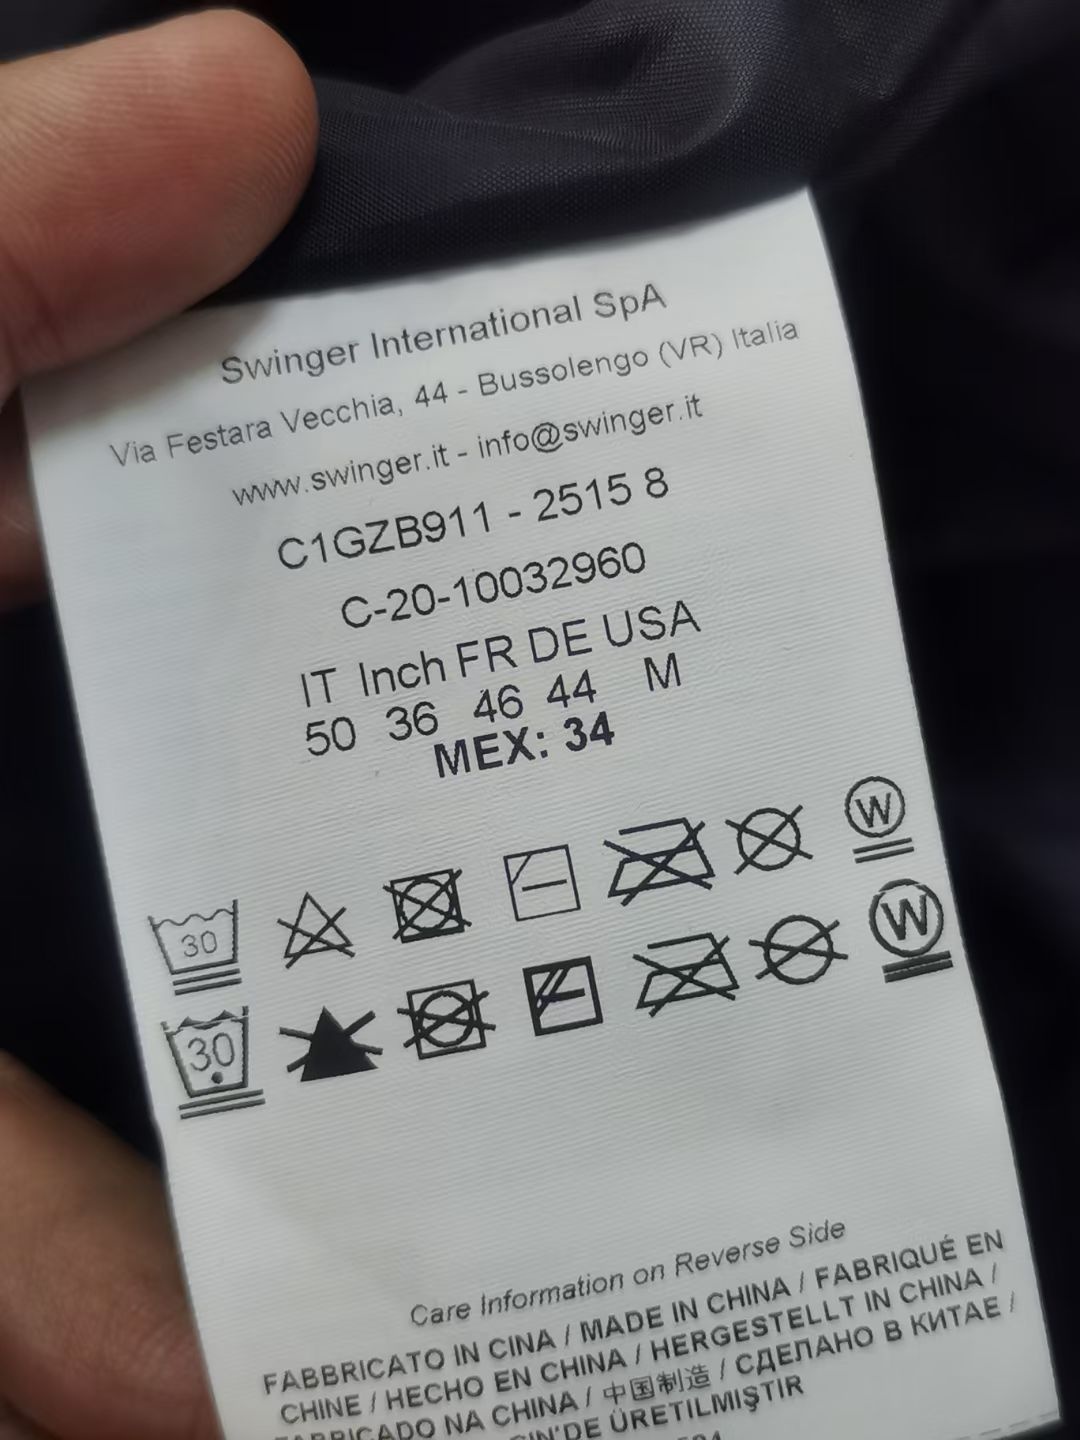 Swinger International SpA
Via Festara Vecchia, 44 - Bussolengo (VR) Italia
www.swinger.it - info@swinger.it
C1GZB911 - 2515 8
C-20-10032960
IT Inch FR DE USA
50 36 46 44 M
MEX: 34
30 W
30 W
Care Information on Reverse Side
FABBRICATO IN CINA / MADE IN CHINA / FABRIQUÉ EN
CHINE / HECHO EN CHINA / HERGESTELLT IN CHINA /
FABRICADO NA CHINA / 中国制造 / СДЕЛАНО В КИТАЕ /
ÜRETILMIŞTIR